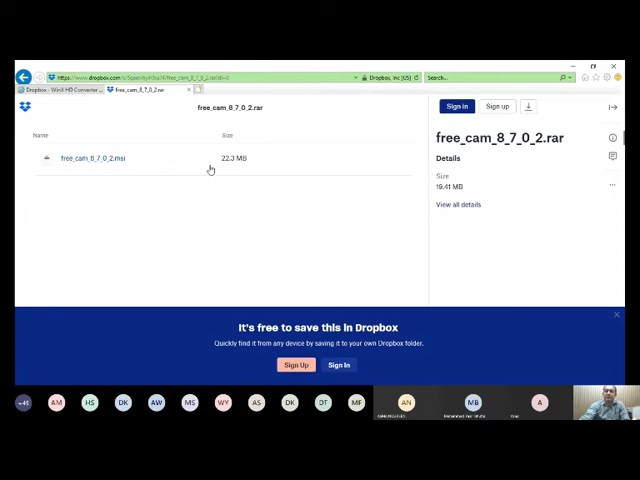 Dropbox, Inc [US]
Search...
Dropbox - WinX HD Converter ...
free_cam_8_7_0_2.rar
free_cam_8_7_0_2.rar
Sign in
Sign up
Name
Size
free_cam_8_7_0_2.msi
22.3 MB
free_cam_8_7_0_2.rar
Details
Size
19.41 MB
View all details
It's free to save this in Dropbox
Quickly find it from any device by saving it to your own Dropbox folder.
Sign Up
Sign In
+45
AM
HS
DK
AW
MS
WY
AS
DK
DT
MF
AN
MB
A